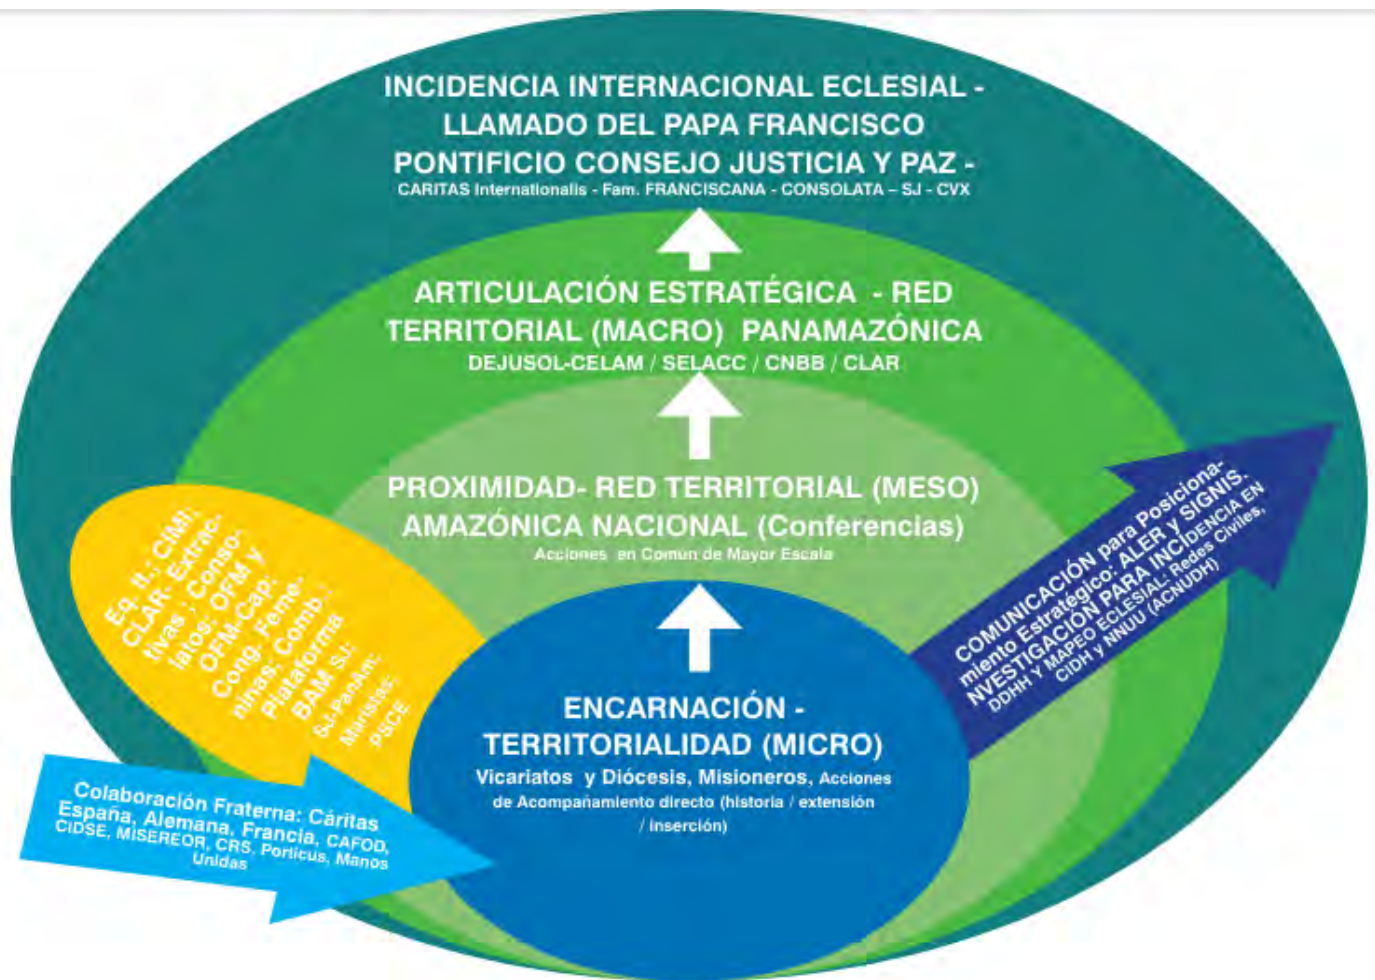 INCIDENCIA INTERNACIONAL ECLESIAL -
LLAMADO DEL PAPA FRANCISCO
PONTIFICIO CONSEJO JUSTICIA Y PAZ -
CARITAS Internationalis - Fam. FRANCISCANA - CONSOLATA – SJ - CVX
ARTICULACIÓN ESTRATÉGICA - RED
TERRITORIAL (MACRO) PANAMAZÓNICA
DEJUSOL-CELAM / SELACC / CNBB / CLAR
PROXIMIDAD- RED TERRITORIAL (MESO)
AMAZÓNICA NACIONAL (Conferencias)
Acciones en Comun de Mayor Escala
ENCARNACIÓN -
TERRITORIALIDAD (MICRO)
Vicariatos y Diócesis, Misioneros, Acciones
de Acompañamiento directo (historia / extensión
/ inserción)
Eq. It.; CIMI;
CLAR- Extrac-
tivas ; Conso-
latos; OFM y
OFM-Cap;
Cong. Feme-
ninas; Comb.;
Plataforma
BAM SJ;
SJ-PanAm;
Maristas;
PSCE
Colaboración Fraterna: Cáritas
España, Alemana, Francia, CAFOD,
CIDSE, MISEREOR, CRS, Porticus, Manos
Unidas
COMUNICACIÓN para Posiciona-
miento Estratégico: ALER y SIGNIS.
NVESTIGACIÓN PARA INCIDENCIA EN
DDHH Y MAPEO ECLESIAL: Redes Civiles,
CIDH y NNUU (ACNUDH)